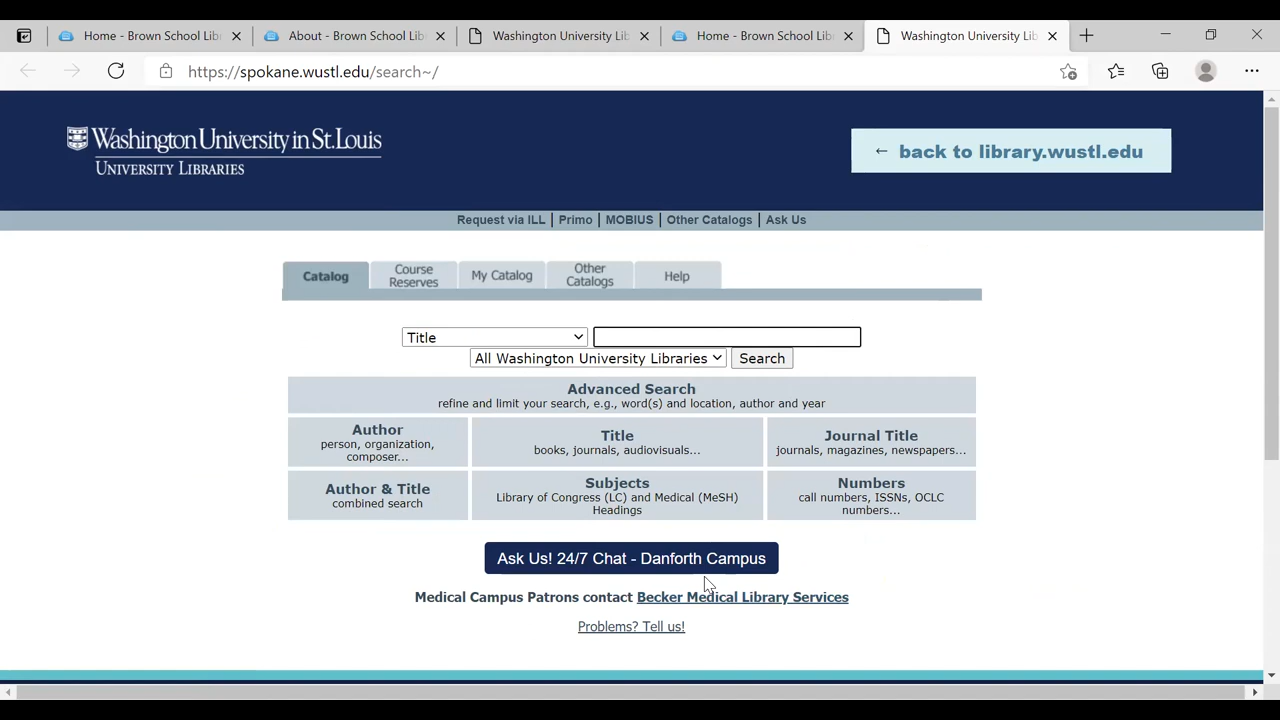 Home - Brown School Lib
About - Brown School Lib
Washington University Lib
Home - Brown School Lib
Washington University Lib
https://spokane.wustl.edu/search~/
Washington University in St. Louis
UNIVERSITY LIBRARIES
← back to library.wustl.edu
Request via ILL | Primo | MOBIUS | Other Catalogs | Ask Us
Catalog
Course
Reserves
My Catalog
Other
Catalogs
Help
Title
All Washington University Libraries
Search
Advanced Search
refine and limit your search, e.g., word(s) and location, author and year
Author
person, organization,
composer...
Title
books, journals, audiovisuals...
Journal Title
journals, magazines, newspapers...
Author & Title
combined search
Subjects
Library of Congress (LC) and Medical (MeSH)
Headings
Numbers
call numbers, ISSNs, OCLC
numbers...
Ask Us! 24/7 Chat - Danforth Campus
Medical Campus Patrons contact Becker Medical Library Services
Problems? Tell us!